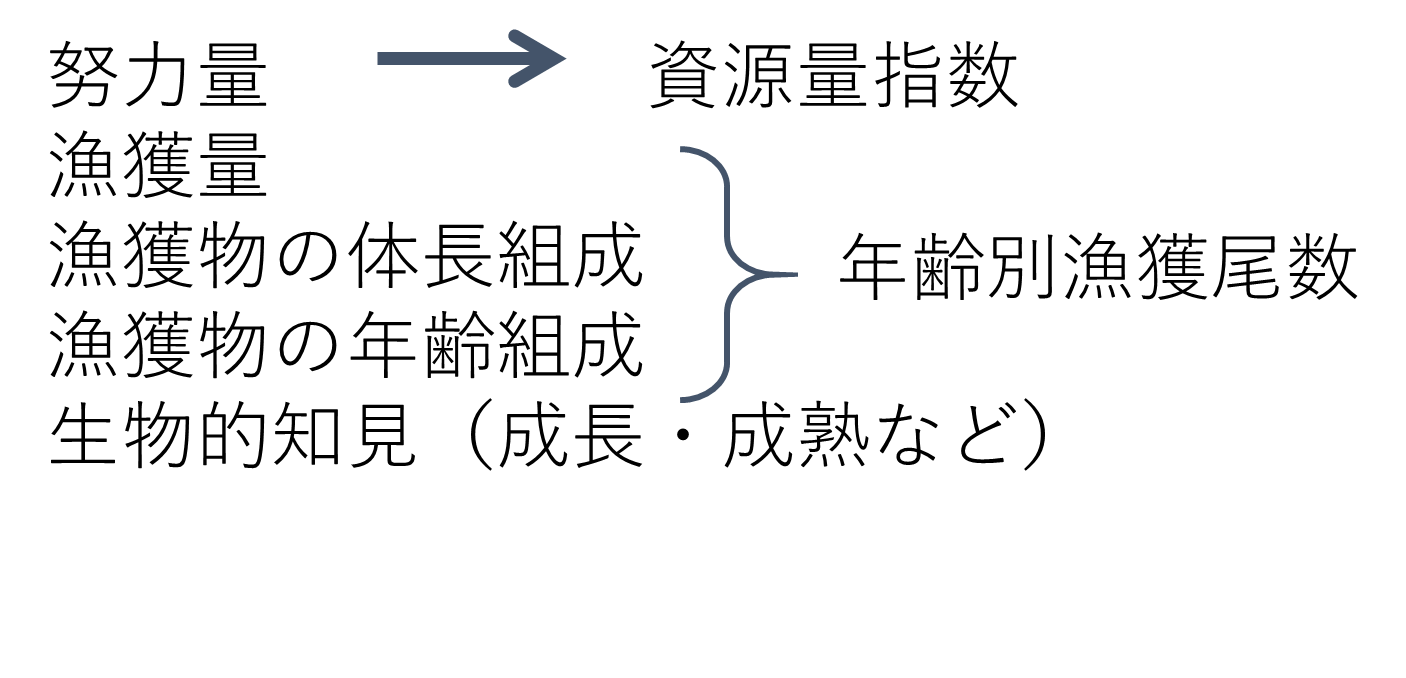 努力量 資源量指数
漁獲量
漁獲物の体長組成
年齢別漁獲尾数
漁獲物の年齢組成
生物的知見（成長・成熟など）